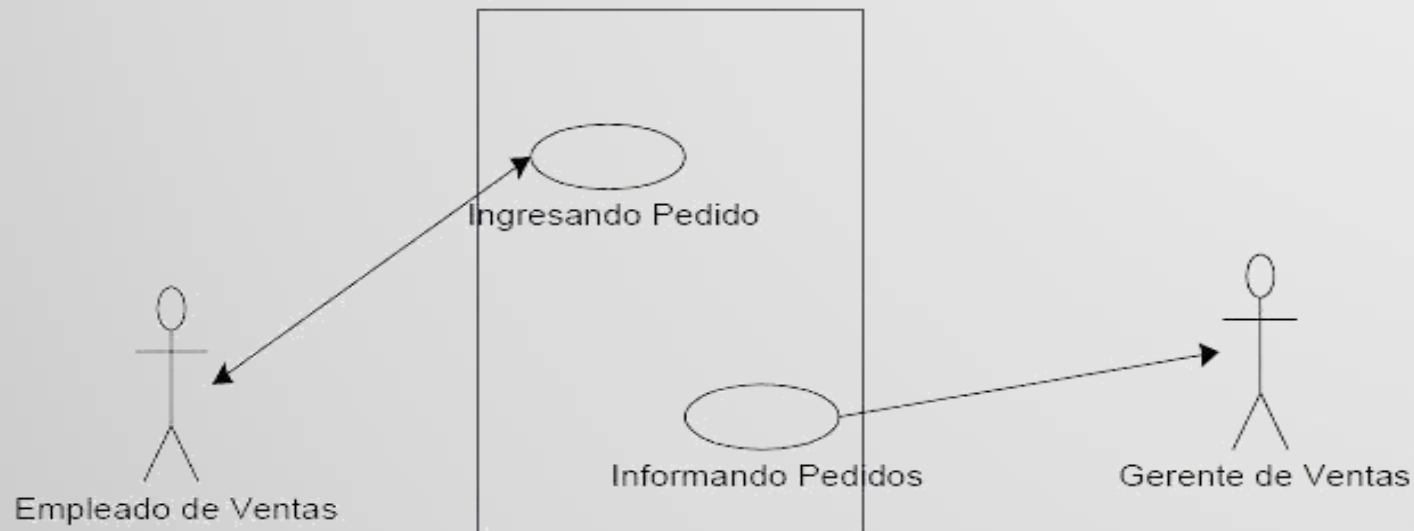 Ingresando Pedido
Informando Pedidos
Gerente de Ventas
Empleado de Ventas